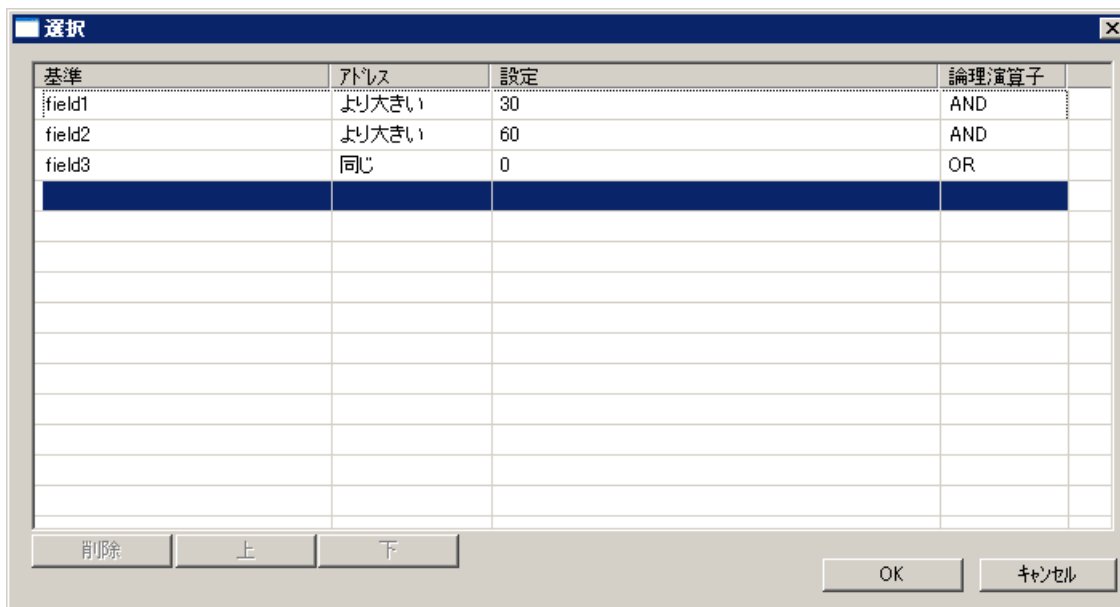 選択
基準 アドレス 設定 論理演算子
field1 より大きい 30 AND
field2 より大きい 60 AND
field3 同じ 0 OR
削除 上 下
OK キャンセル